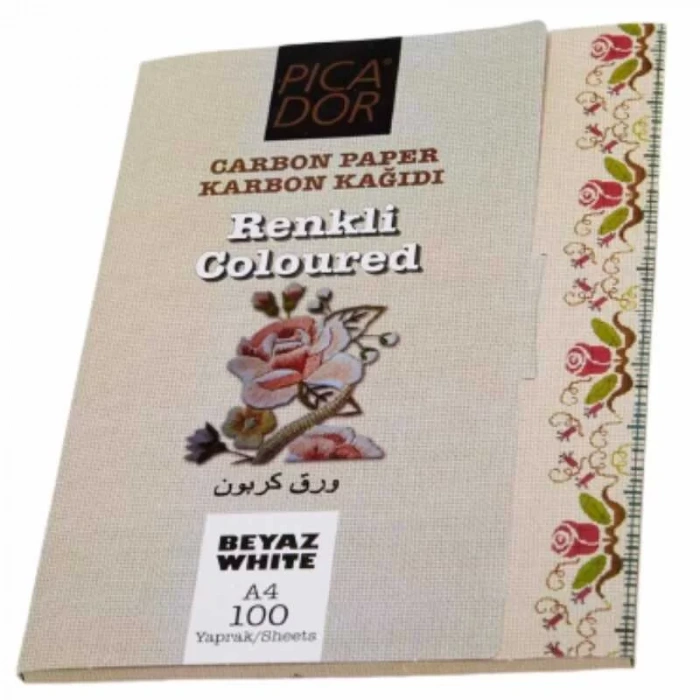 PICA
DOR®
CARBON PAPER
KARBON KAĞIDI
Renkli
Coloured
ورق كربون
BEYAZ
WHITE
A4
100
Yaprak/Sheets